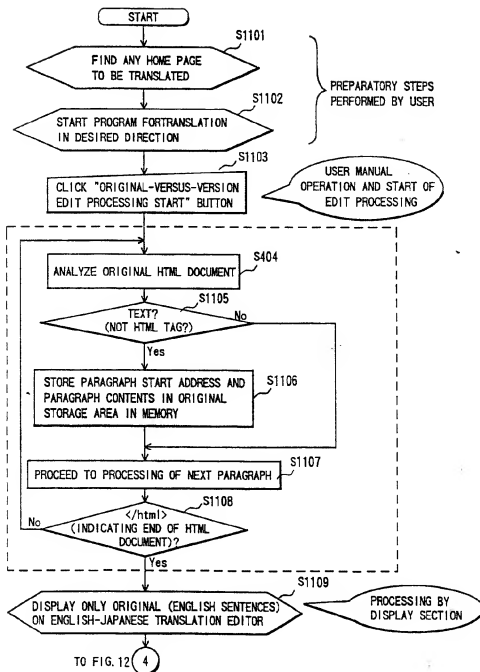 START
S1101
FIND ANY HOME PAGE
TO BE TRANSLATED
S1102
START PROGRAM FORTRANSLATION
IN DESIRED DIRECTION
PREPARATORY STEPS
PERFORMED BY USER
S1103
CLICK "ORIGINAL-VERSUS-VERSION
EDIT PROCESSING START" BUTTON
USER MANUAL
OPERATION AND START OF
EDIT PROCESSING
S404
ANALYZE ORIGINAL HTML DOCUMENT
S1105
TEXT?
(NOT HTML TAG?)
No
Yes
S1106
STORE PARAGRAPH START ADDRESS AND
PARAGRAPH CONTENTS IN ORIGINAL
STORAGE AREA IN MEMORY
S1107
PROCEED TO PROCESSING OF NEXT PARAGRAPH
S1108
</html>
(INDICATING END OF HTML
DOCUMENT)?
No
Yes
S1109
DISPLAY ONLY ORIGINAL (ENGLISH SENTENCES)
ON ENGLISH-JAPANESE TRANSLATION EDITOR
PROCESSING BY
DISPLAY SECTION
TO FIG. 12 4